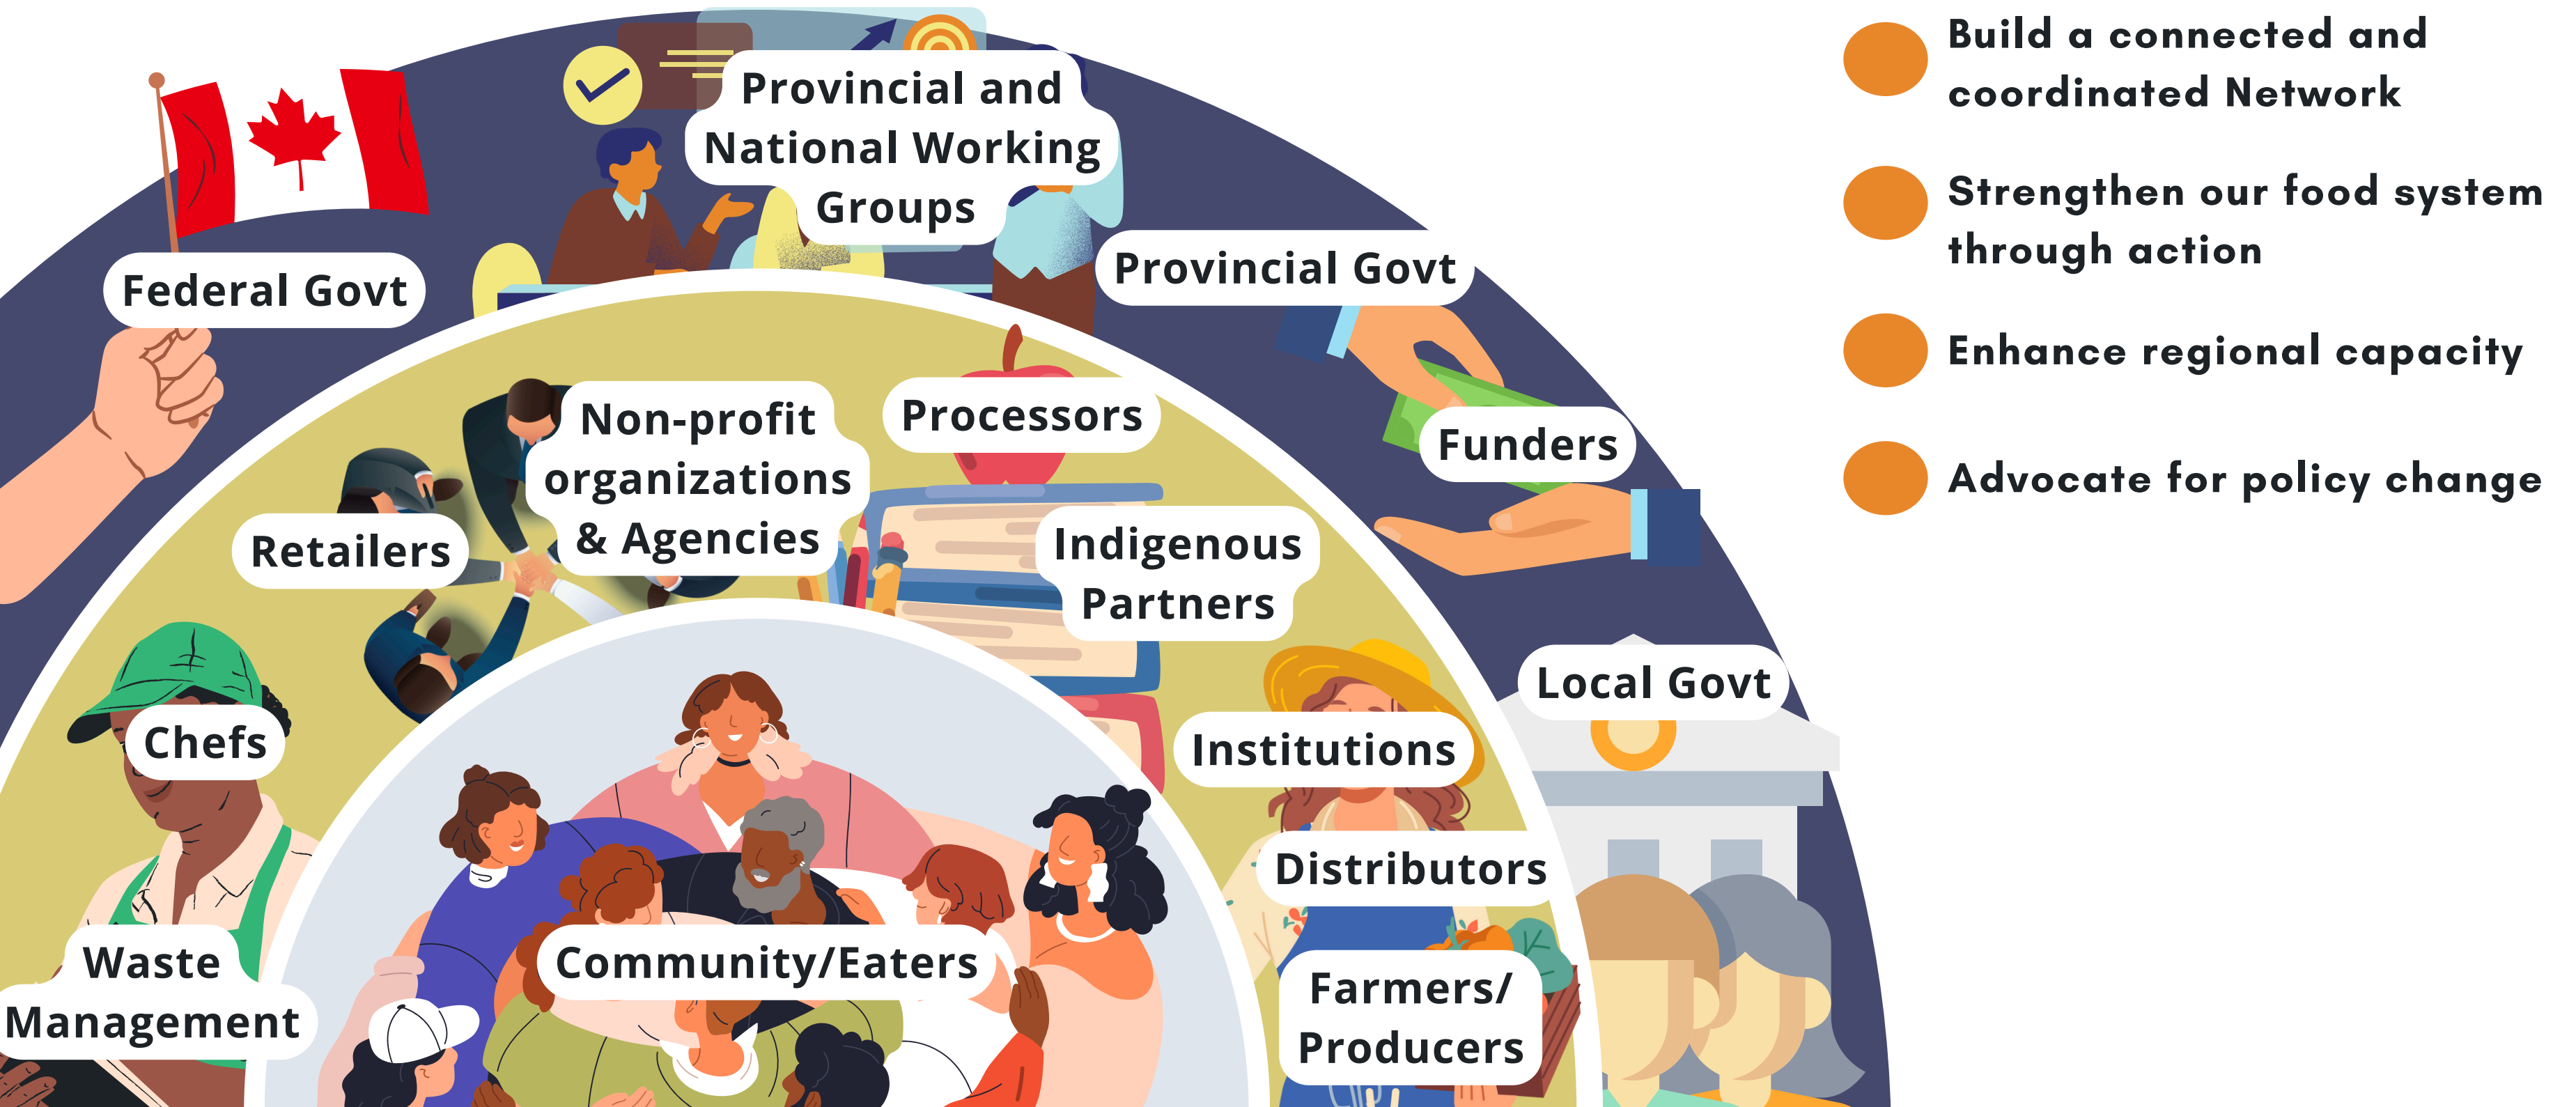 Provincial and
National Working
Groups
Federal Govt
Provincial Govt
Funders
Local Govt
Non-profit
organizations
& Agencies
Processors
Retailers
Indigenous
Partners
Chefs
Institutions
Distributors
Waste
Management
Farmers/
Producers
Community/Eaters
Build a connected and
coordinated Network
Strengthen our food system
through action
Enhance regional capacity
Advocate for policy change